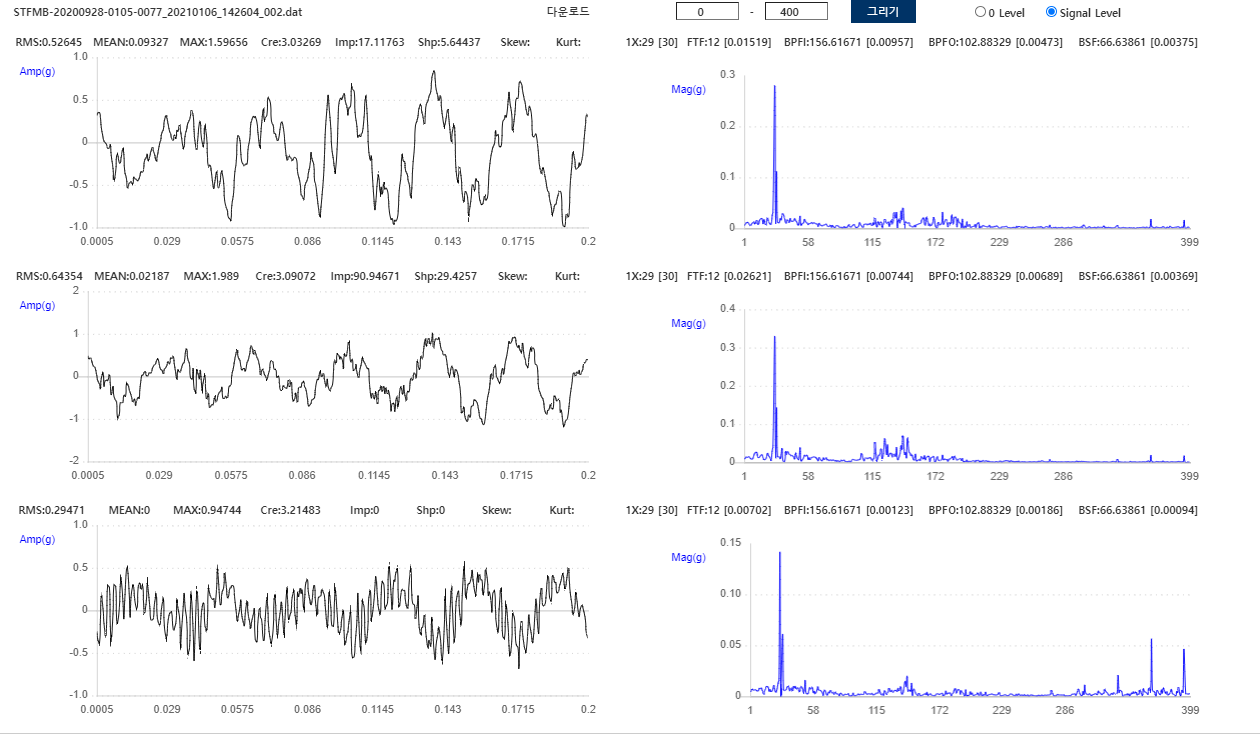 STFMB-20200928-0105-0077_20210106_142604_002.dat 다운로드 0 - 400 그리기 0 Level Signal Level
RMS:0.52645 MEAN:0.09327 MAX:1.59656 Cre:3.03269 Imp:17.11763 Shp:5.64437 Skew: Kurt:
1X:29 [30] FTF:12 [0.01519] BPFI:156.61671 [0.00957] BPFO:102.88329 [0.00473] BSF:66.63861 [0.00375]
Amp(g)
1.0
0.5
0
-0.5
-1.0
0.0005 0.029 0.0575 0.086 0.1145 0.143 0.1715 0.2
Mag(g)
0.3
0.2
0.1
0
1 58 115 172 229 286 399
RMS:0.64354 MEAN:0.02187 MAX:1.989 Cre:3.09072 Imp:90.94671 Shp:29.4257 Skew: Kurt:
1X:29 [30] FTF:12 [0.02621] BPFI:156.61671 [0.00744] BPFO:102.88329 [0.00689] BSF:66.63861 [0.00369]
Amp(g)
2
1
0
-1
-2
0.0005 0.029 0.0575 0.086 0.1145 0.143 0.1715 0.2
Mag(g)
0.4
0.3
0.2
0.1
0
1 58 115 172 229 286 399
RMS:0.29471 MEAN:0 MAX:0.94744 Cre:3.21483 Imp:0 Shp:0 Skew: Kurt:
1X:29 [30] FTF:12 [0.00702] BPFI:156.61671 [0.00123] BPFO:102.88329 [0.00186] BSF:66.63861 [0.00094]
Amp(g)
1.0
0.5
0
-0.5
-1.0
0.0005 0.029 0.0575 0.086 0.1145 0.143 0.1715 0.2
Mag(g)
0.15
0.10
0.05
0
1 58 115 172 229 286 399